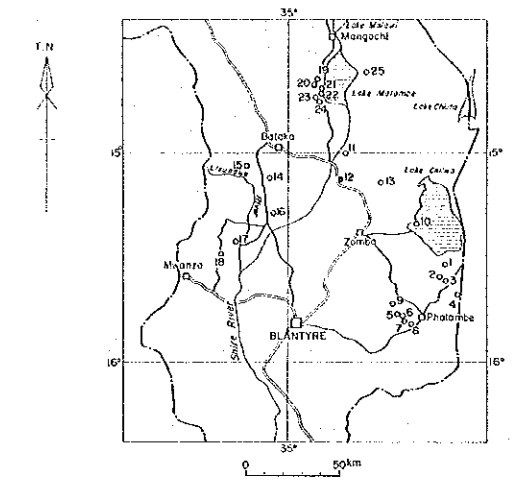 35°
T.N
Lake Malawi
Mangochi
19
25
20
21
Lake Malombe
22
23
24
Lake Chiuta
Balaka
15°
11
15°
15
Lisungwe
Lake Chilwa
14
12
13
16
10
17
Zomba
18
1
Mwanza
2
3
4
9
5
6
Phalombe
7
8
Shire River
BLANTYRE
16°
16°
35°
0
50km